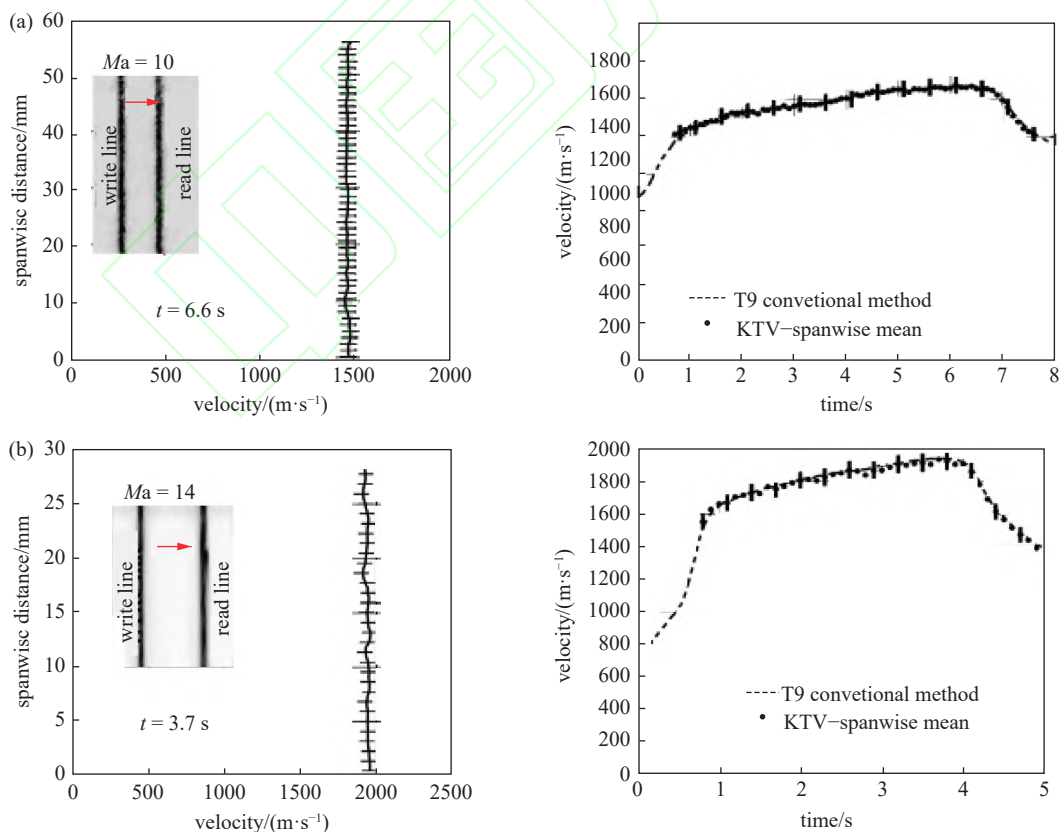 (a)
60
50
40
30
20
10
0
spanwisc distance/mm
Ma = 10
write line
read line
t = 6.6 s
0 500 1000 1500 2000
velocity/(m·s⁻¹)
1800
1600
1400
1200
1000
800
600
400
200
0
velocity/(m·s⁻¹)
T9 convetional method
KTV−spanwise mean
0 1 2 3 4 5 6 7 8
time/s
(b)
30
25
20
15
10
5
0
spanwisc distance/mm
Ma = 14
write line
read line
t = 3.7 s
0 500 1000 1500 2000 2500
velocity/(m·s⁻¹)
2000
1800
1600
1400
1200
1000
800
600
400
200
0
velocity/(m·s⁻¹)
T9 convetional method
KTV−spanwise mean
0 1 2 3 4 5
time/s